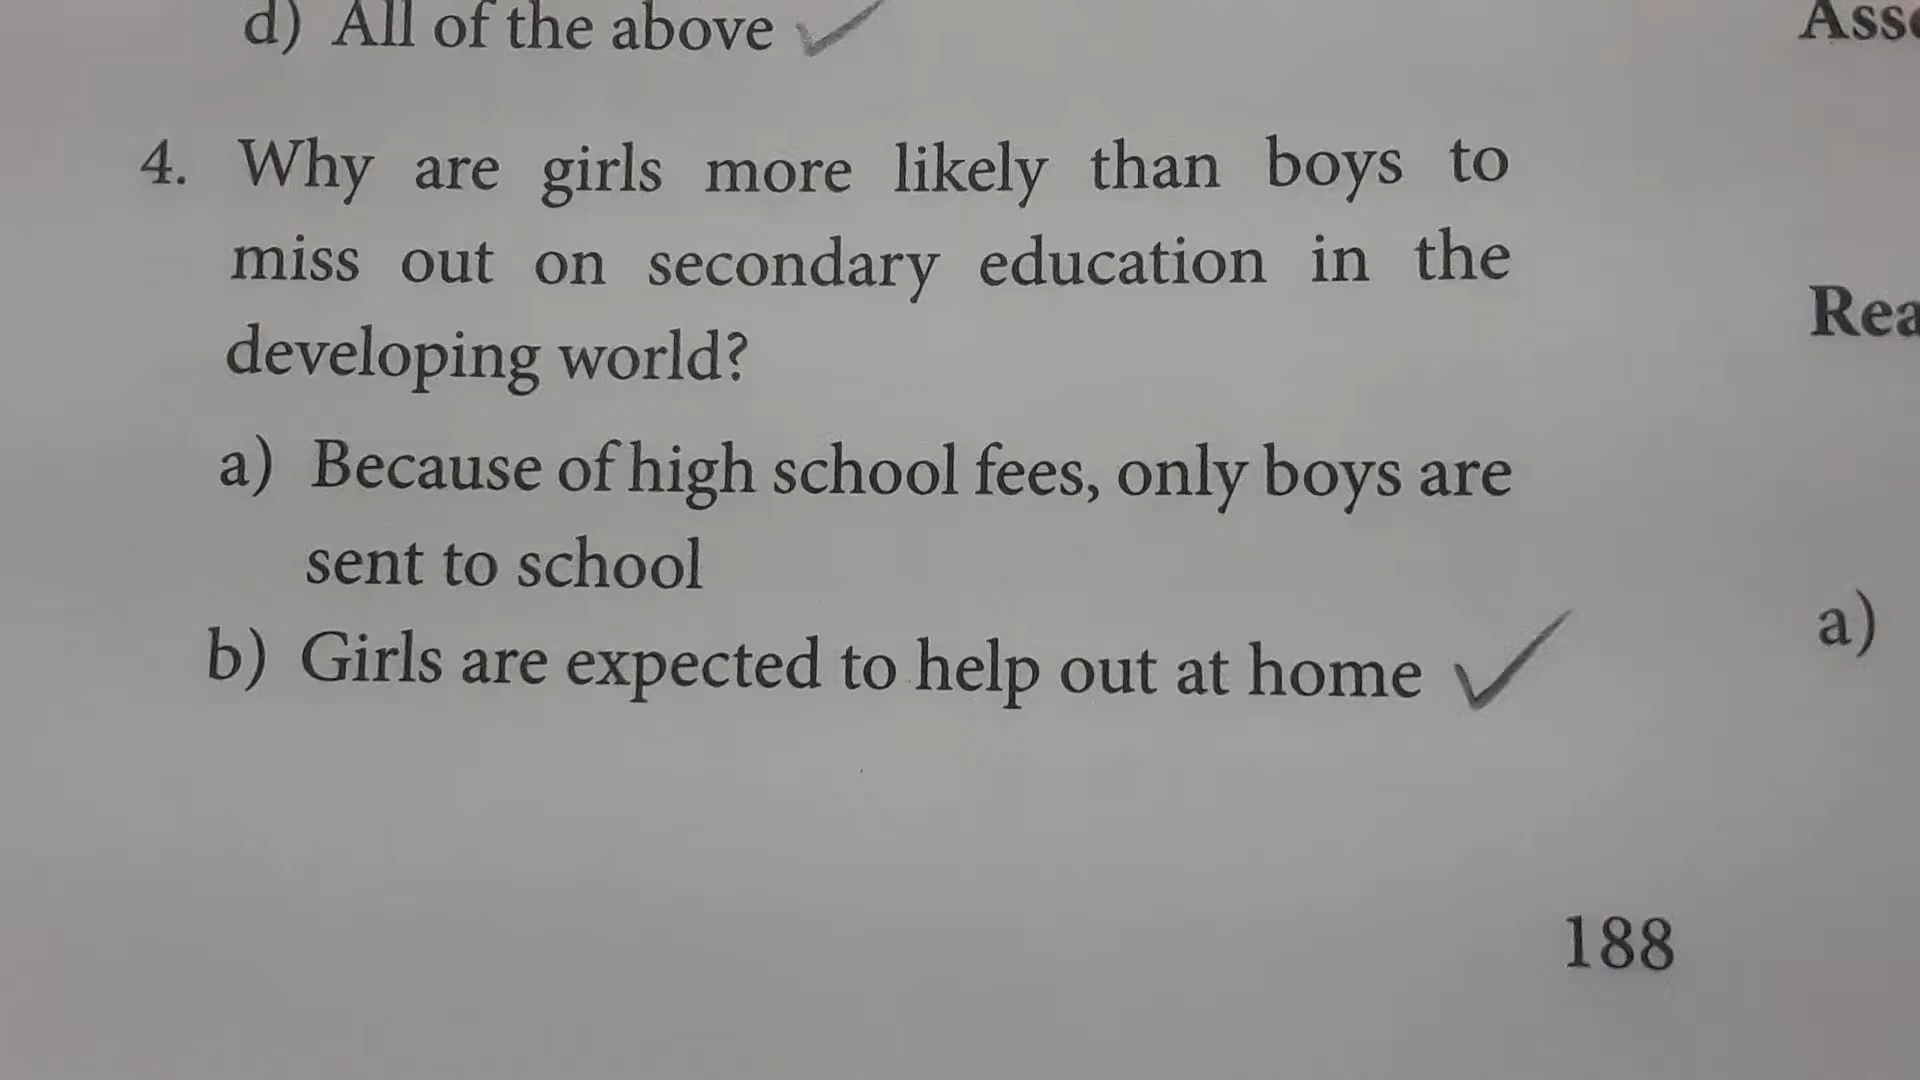 d) All of the above
4. Why are girls more likely than boys to
miss out on secondary education in the
developing world?
a) Because of high school fees, only boys are
sent to school
b) Girls are expected to help out at home
188
a)